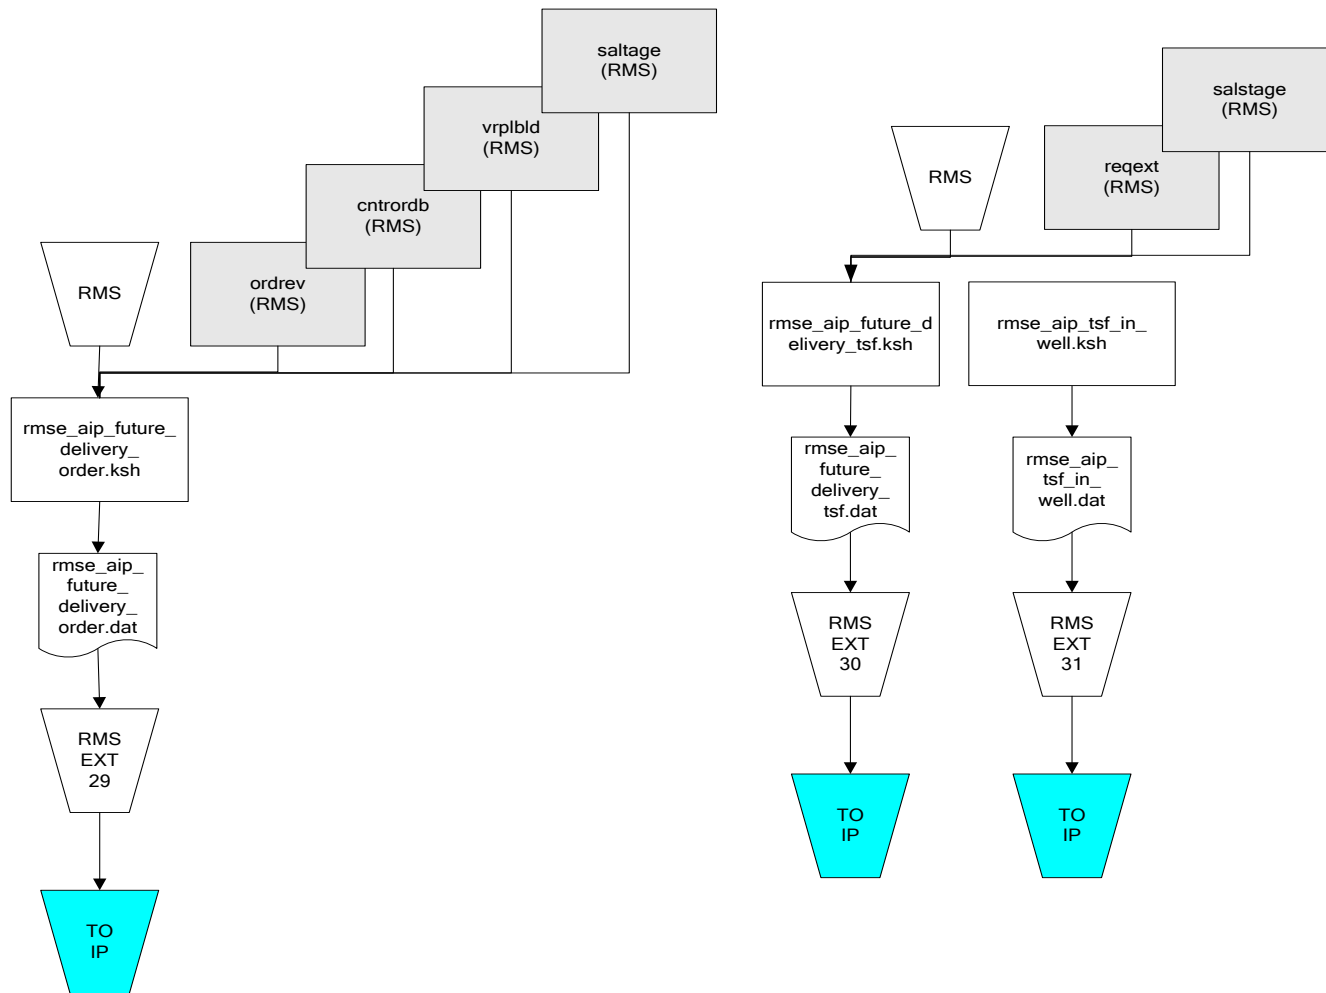 saltage
(RMS)
vrplbld
(RMS)
cntrordb
(RMS)
ordrev
(RMS)
RMS
rmse_aip_future_
delivery_
order.ksh
rmse_aip_
future_
delivery_
order.dat
RMS
EXT
29
TO
IP
salstage
(RMS)
reqext
(RMS)
RMS
rmse_aip_future_d
elivery_tsf.ksh
rmse_aip_
future_
delivery_
tsf.dat
RMS
EXT
30
TO
IP
rmse_aip_tsf_in_
well.ksh
rmse_aip_
tsf_in_
well.dat
RMS
EXT
31
TO
IP